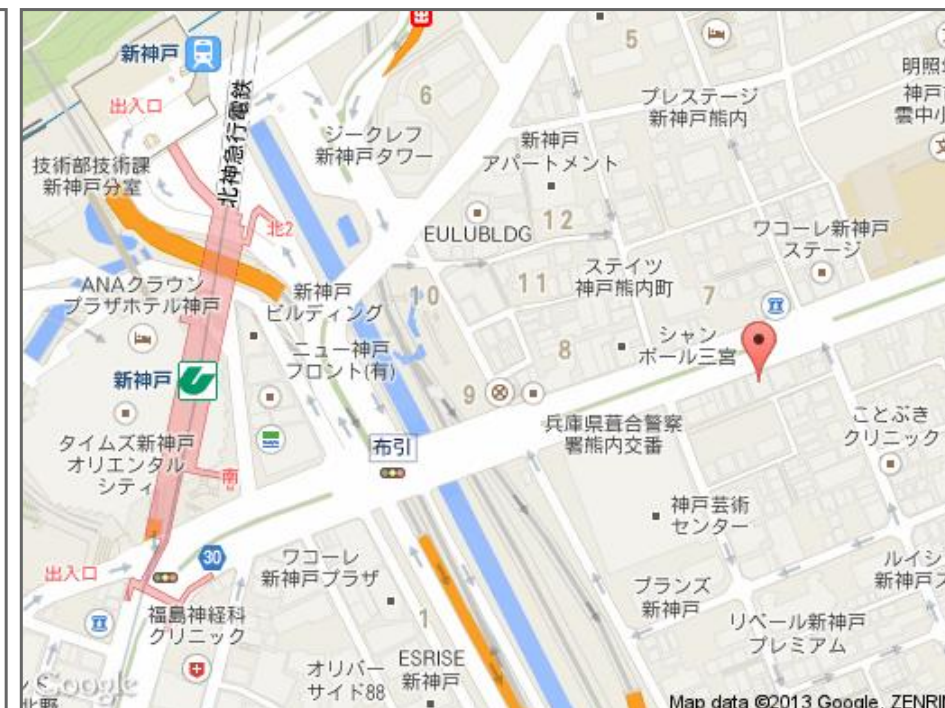 出
新神戸
5
明照
神戸市
雲中小
出入口
北神急行電鉄
6
プレステージ
新神戸熊内
ジークレフ
新神戸タワー
新神戸
アパートメント
技術部技術課
新神戸分室
北2
EULUBLDG
12
ワコーレ新神戸
ステージ
ANAクラウン
プラザホテル神戸
新神戸
ビルディング
10
11
ステイツ
神戸熊内町
7
ニュー神戸
フロント(有)
8
シャン
ボール三宮
新神戸
9
タイムズ新神戸
オリエンタル
シティ
布引
兵庫県葺合警察
署熊内交番
ことぶき
クリニック
南
神戸芸術
センター
出入口
30
ワコーレ
新神戸プラザ
ルイシ
新神戸ス
ブランズ
新神戸
福島神経科
クリニック
1
リベール新神戸
プレミアム
オリバー
サイド88
ESRISE
新神戸
Google
北野
Map data ©2013 Google, ZENRIN